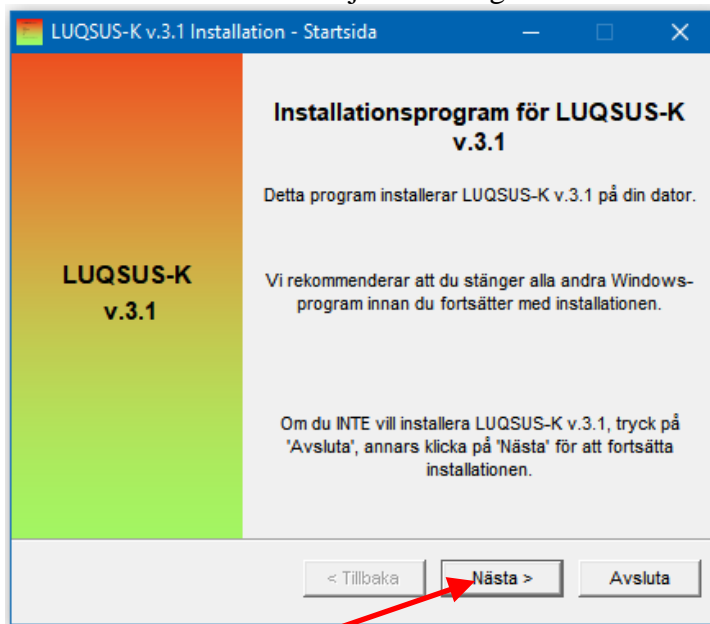 LUQSUS-K v.3.1 Installation - Startsida
Installationsprogram för LUQSUS-K
v.3.1
Detta program installerar LUQSUS-K v.3.1 på din dator.
LUQSUS-K
v.3.1
Vi rekommenderar att du stänger alla andra Windows-
program innan du fortsätter med installationen.
Om du INTE vill installera LUQSUS-K v.3.1, tryck på
'Avsluta', annars klicka på 'Nästa' för att fortsätta
installationen.
< Tillbaka
Nästa >
Avsluta